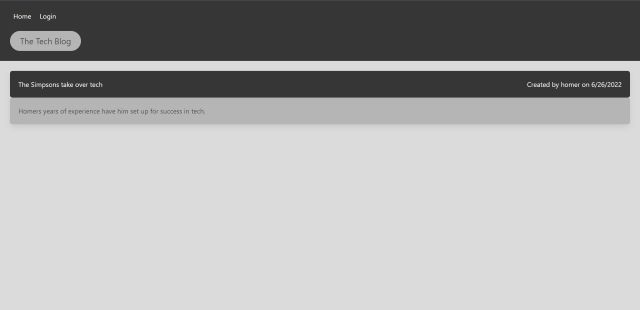 Home Login
The Tech Blog
The Simpsons take over tech Created by homer on 6/26/2022
Homers years of experience have him set up for success in tech.